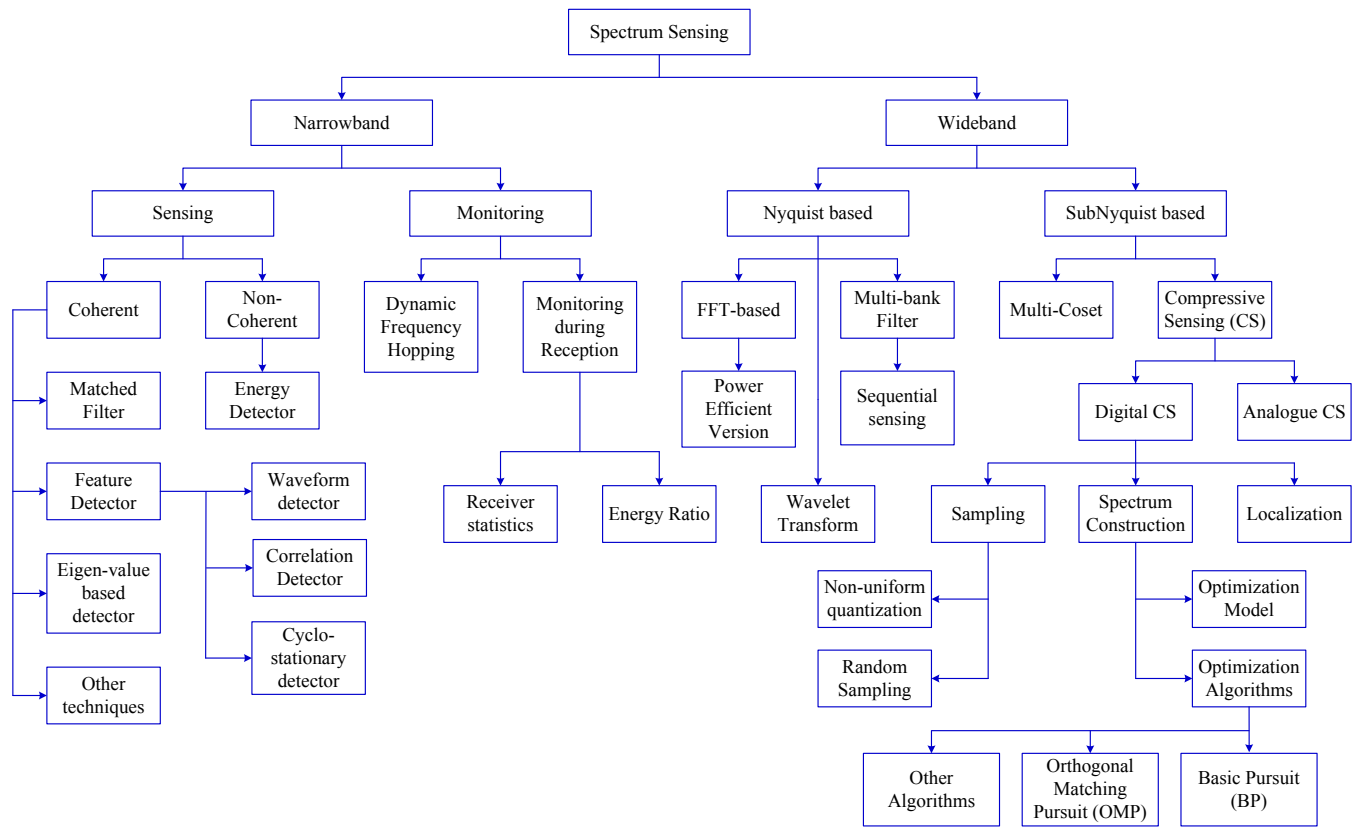 Spectrum Sensing
Narrowband
Wideband
Sensing
Monitoring
Nyquist based
SubNyquist based
Coherent
Non-
Coherent
Dynamic
Frequency
Hopping
Monitoring
during
Reception
FFT-based
Multi-bank
Filter
Multi-Coset
Compressive
Sensing (CS)
Matched
Filter
Energy
Detector
Power
Efficient
Version
Sequential
sensing
Digital CS
Analogue CS
Feature
Detector
Waveform
detector
Receiver
statistics
Energy Ratio
Wavelet
Transform
Sampling
Spectrum
Construction
Localization
Eigen-value
based
detector
Correlation
Detector
Non-uniform
quantization
Optimization
Model
Cyclo-
stationary
detector
Other
techniques
Random
Sampling
Optimization
Algorithms
Other
Algorithms
Orthogonal
Matching
Pursuit (OMP)
Basic Pursuit
(BP)